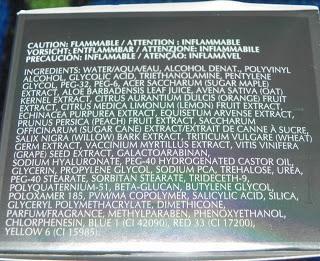 CAUTION: FLAMMABLE / ATTENTION : INFLAMMABLE
VORSICHT: ENTFLAMMBAR / ATTENZIONE: INFIAMMABILE
PRECAUCIÓN: INFLAMABLE / ATENÇÃO: INFLAMÁVEL
INGREDIENTS: WATER/AQUA/EAU, ALCOHOL DENAT., POLYVINYL
ALCOHOL, GLYCOLIC ACID, TRIETHANOLAMINE, PENTYLENE
GLYCOL, PEG-32, PEG-6, ACER SACCHARUM (SUGAR MAPLE)
EXTRACT, ALOE BARBADENSIS LEAF JUICE, AVENA SATIVA (OAT)
KERNEL EXTRACT, CITRUS AURANTIUM DULCIS (ORANGE) FRUIT
EXTRACT, CITRUS MEDICA LIMONUM (LEMON) FRUIT EXTRACT,
ECHINACEA PURPUREA EXTRACT, EQUISETUM ARVENSE EXTRACT,
PRUNUS PERSICA (PEACH) FRUIT EXTRACT, SACCHARUM
OFFICINARUM (SUGAR CANE) EXTRACT/EXTRAIT DE CANNE À SUCRE,
SALIX NIGRA (WILLOW) BARK EXTRACT, TRITICUM VULGARE (WHEAT)
GERM EXTRACT, VACCINIUM MYRTILLUS EXTRACT, VITIS VINIFERA
(GRAPE) SEED EXTRACT, GALACTOARABINAN,
SODIUM HYALURONATE, PEG-40 HYDROGENATED CASTOR OIL,
GLYCERIN, PROPYLENE GLYCOL, SODIUM PCA, TREHALOSE, UREA,
PEG-40 STEARATE, SORBITAN STEARATE, TRIDECETH-9,
POLYQUATERNIUM-51, BETA-GLUCAN, BUTYLENE GLYCOL,
POLOXAMER 185, PVM/MA COPOLYMER, SALICYLIC ACID, SILICA,
GLYCERYL POLYMETHACRYLATE, DIMETHICONE,
PARFUM/FRAGRANCE, METHYLPARABEN, PHENOXYETHANOL,
CHLORPHENESIN, BLUE 1 (CI 42090), RED 33 (CI 17200),
YELLOW 6 (CI 15985).